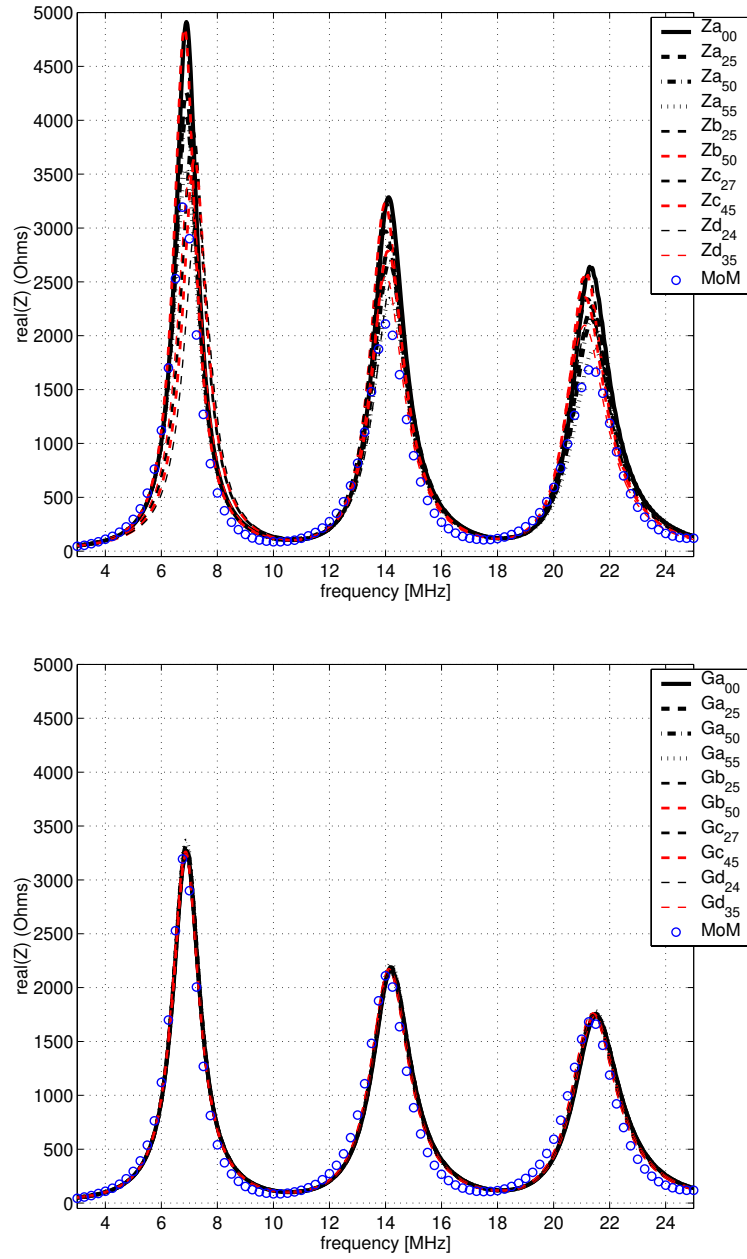 5000
4500
4000
3500
3000
2500
2000
1500
1000
500
0
real(Z) (Ohms)
4 6 8 10 12 14 16 18 20 22 24
frequency [MHz]
Za00
Za25
Za50
Za55
Zb25
Zb50
Zc27
Zc45
Zd24
Zd35
MoM
5000
4500
4000
3500
3000
2500
2000
1500
1000
500
0
real(Z) (Ohms)
4 6 8 10 12 14 16 18 20 22 24
frequency [MHz]
Ga00
Ga25
Ga50
Ga55
Gb25
Gb50
Gc27
Gc45
Gd24
Gd35
MoM